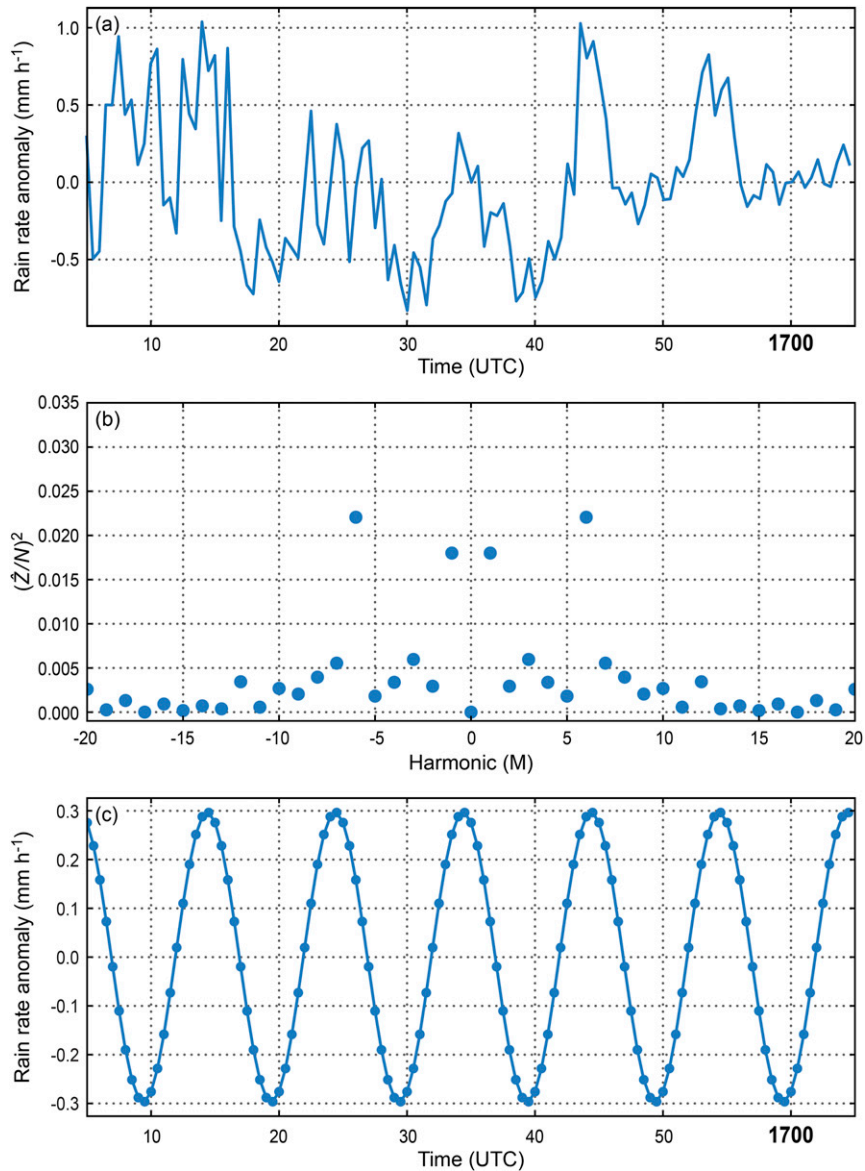 (a)
Rain rate anomaly (mm h-1)
1.0
0.5
0.0
-0.5
10 20 30 40 50 1700
Time (UTC)
(b)
(Ẑ/N)²
0.035
0.030
0.025
0.020
0.015
0.010
0.005
0.000
-20 -15 -10 -5 0 5 10 15 20
Harmonic (M)
(c)
Rain rate anomaly (mm h-1)
0.3
0.2
0.1
0.0
-0.1
-0.2
-0.3
10 20 30 40 50 1700
Time (UTC)